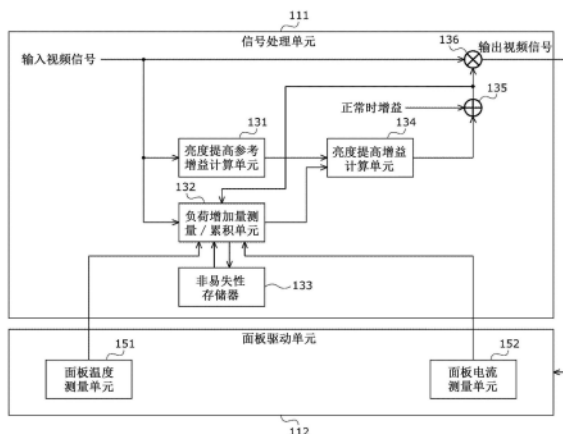 111
信号处理单元
136
输出视频信号
输入视频信号
135
正常时增益
131
134
亮度提高参考
增益计算单元
亮度提高增益
计算单元
132
负荷增加量测
量/累积单元
非易失性
存储器
133
面板驱动单元
151
152
面板温度
测量单元
面板电流
测量单元
112